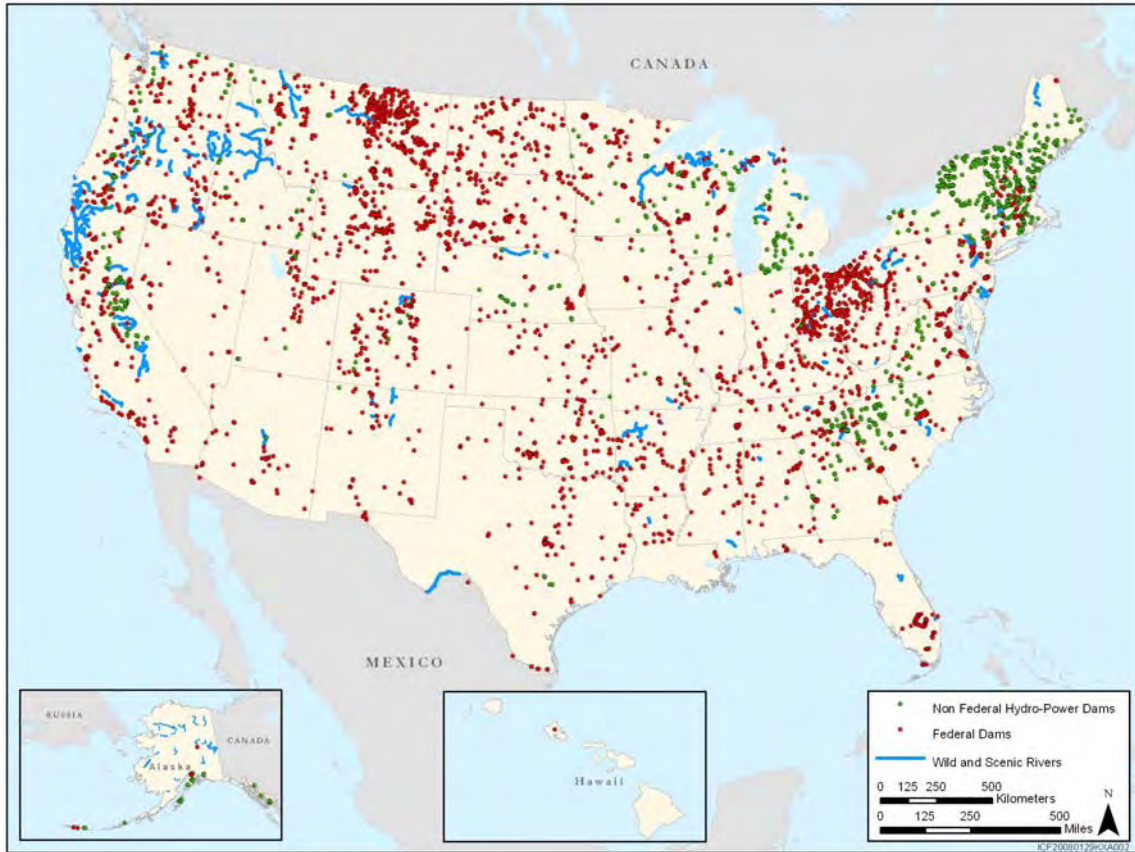 CANADA
MEXICO
RUSSIA
CANADA
Alaska
Hawaii
Non Federal Hydro-Power Dams
Federal Dams
Wild and Scenic Rivers
0 125 250 500
Kilometers
0 125 250 500
Miles
N
ICF20080129KXA002